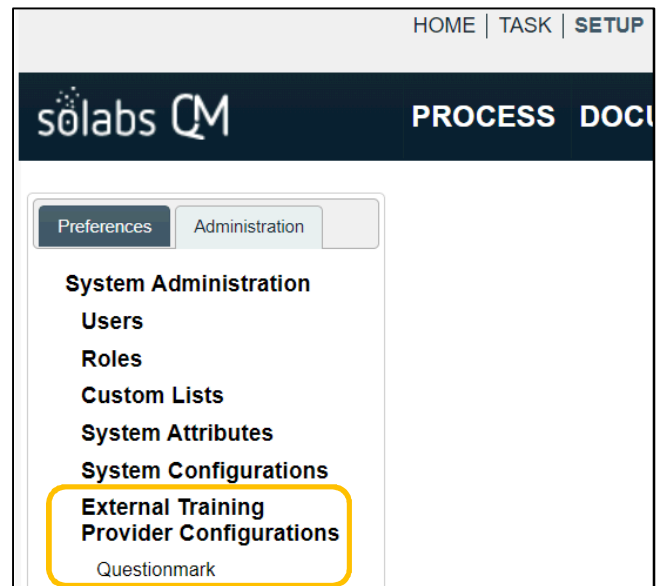 HOME | TASK | SETUP
sölabs QM
PROCESS DOCU
Preferences
Administration
System Administration
Users
Roles
Custom Lists
System Attributes
System Configurations
External Training
Provider Configurations
Questionmark